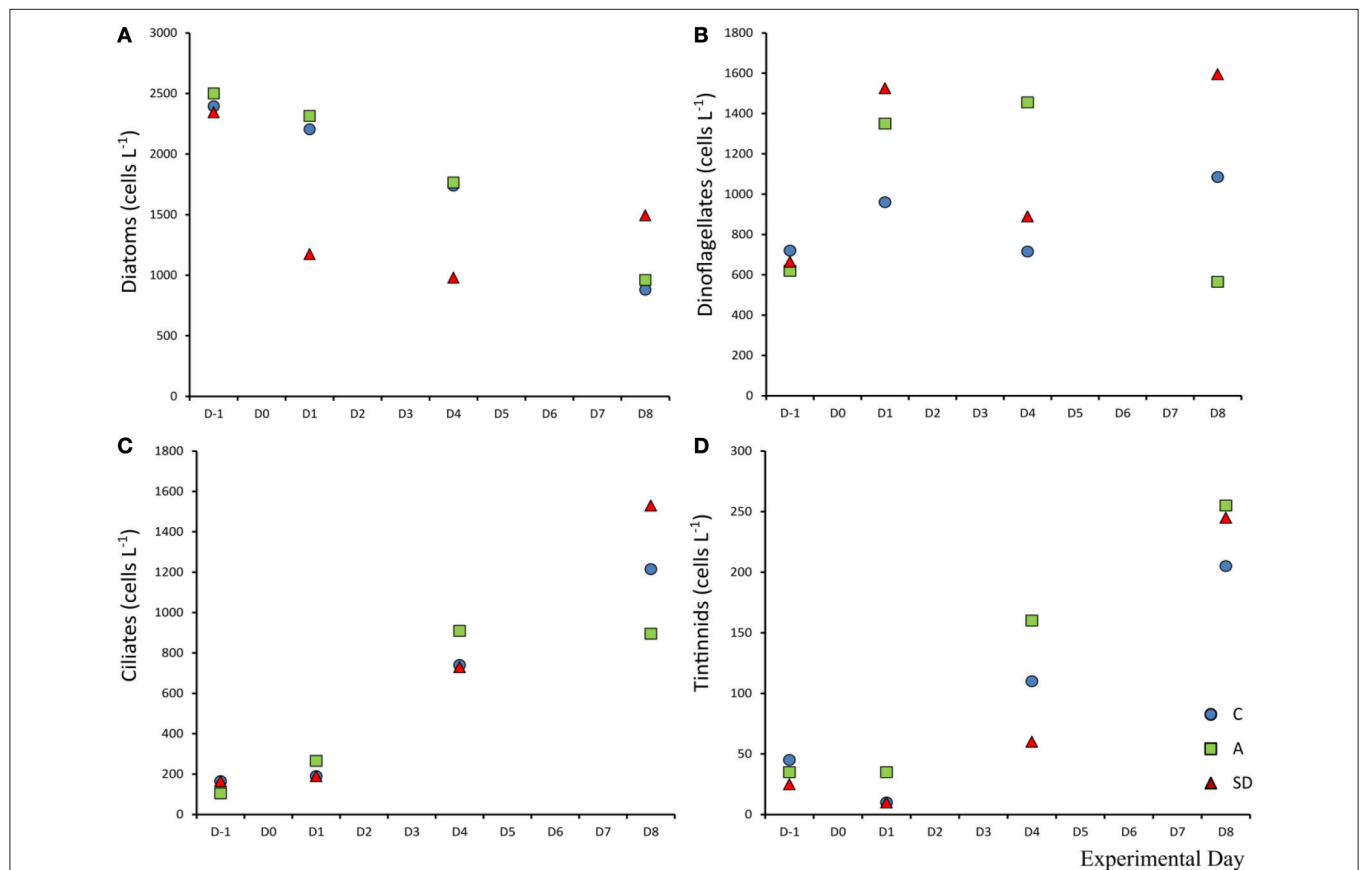 A
Diatoms (cells L⁻¹)
3000
2500
2000
1500
1000
500
0
D-1 D0 D1 D2 D3 D4 D5 D6 D7 D8
B
Dinoflagellates (cells L⁻¹)
1800
1600
1400
1200
1000
800
600
400
200
0
D-1 D0 D1 D2 D3 D4 D5 D6 D7 D8
C
Ciliates (cells L⁻¹)
1800
1600
1400
1200
1000
800
600
400
200
0
D-1 D0 D1 D2 D3 D4 D5 D6 D7 D8
D
Tintinnids (cells L⁻¹)
300
250
200
150
100
50
0
D-1 D0 D1 D2 D3 D4 D5 D6 D7 D8
C
A
SD
Experimental Day